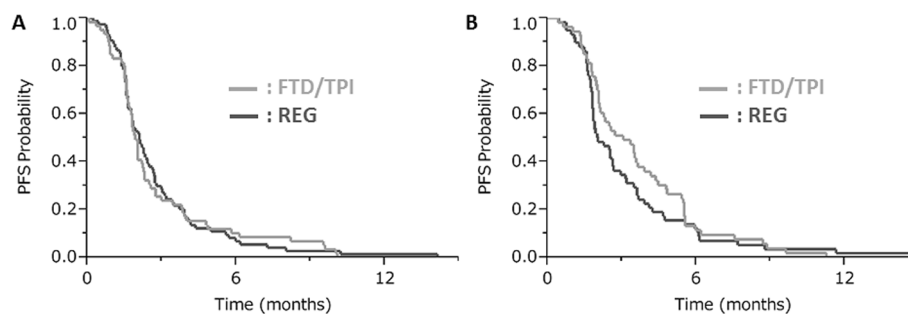 A
1.0
0.8
0.6
0.4
0.2
0.0
PFS Probability
: FTD/TPI
: REG
0
6
12
Time (months)
B
1.0
0.8
0.6
0.4
0.2
0.0
PFS Probability
: FTD/TPI
: REG
0
6
12
Time (months)